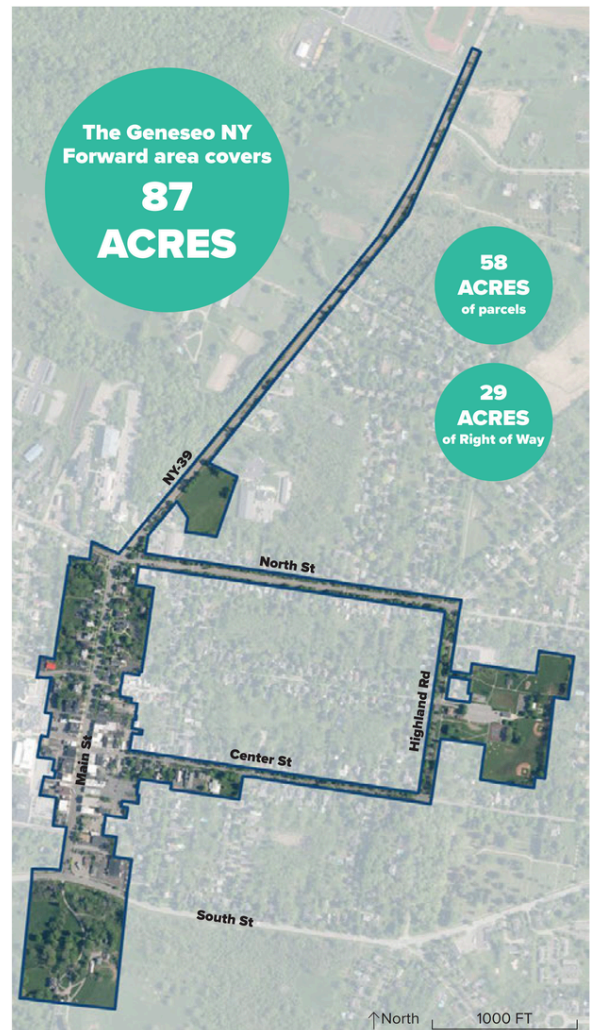 The Geneseo NY
Forward area covers
87
ACRES
58
ACRES
of parcels
29
ACRES
of Right of Way
NY-39
North St
Highland Rd
Center St
Main St
South St
North
1000 FT